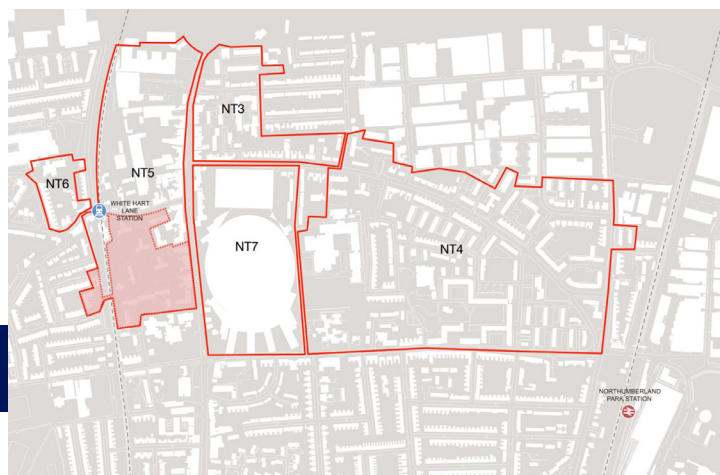 NT3
NT6
NT5
WHITE HART
LANE
STATION
NT7
NT4
NORTHUMBERLAND
PARK STATION